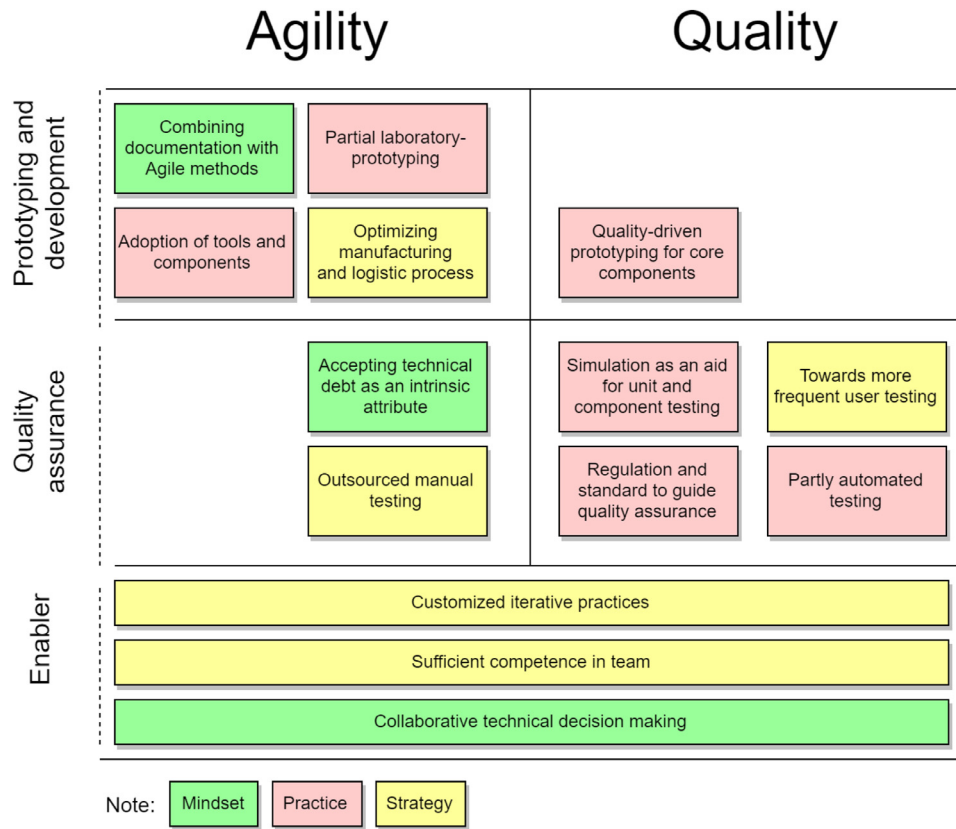 Agility
Quality
Prototyping and
development
Combining
documentation with
Agile methods
Partial laboratory-
prototyping
Adoption of tools and
components
Optimizing
manufacturing
and logistic process
Quality-driven
prototyping for core
components
Quality
assurance
Accepting technical
debt as an intrinsic
attribute
Simulation as an aid
for unit and
component testing
Towards more
frequent user testing
Outsourced manual
testing
Regulation and
standard to guide
quality assurance
Partly automated
testing
Enabler
Customized iterative practices
Sufficient competence in team
Collaborative technical decision making
Note:
Mindset
Practice
Strategy